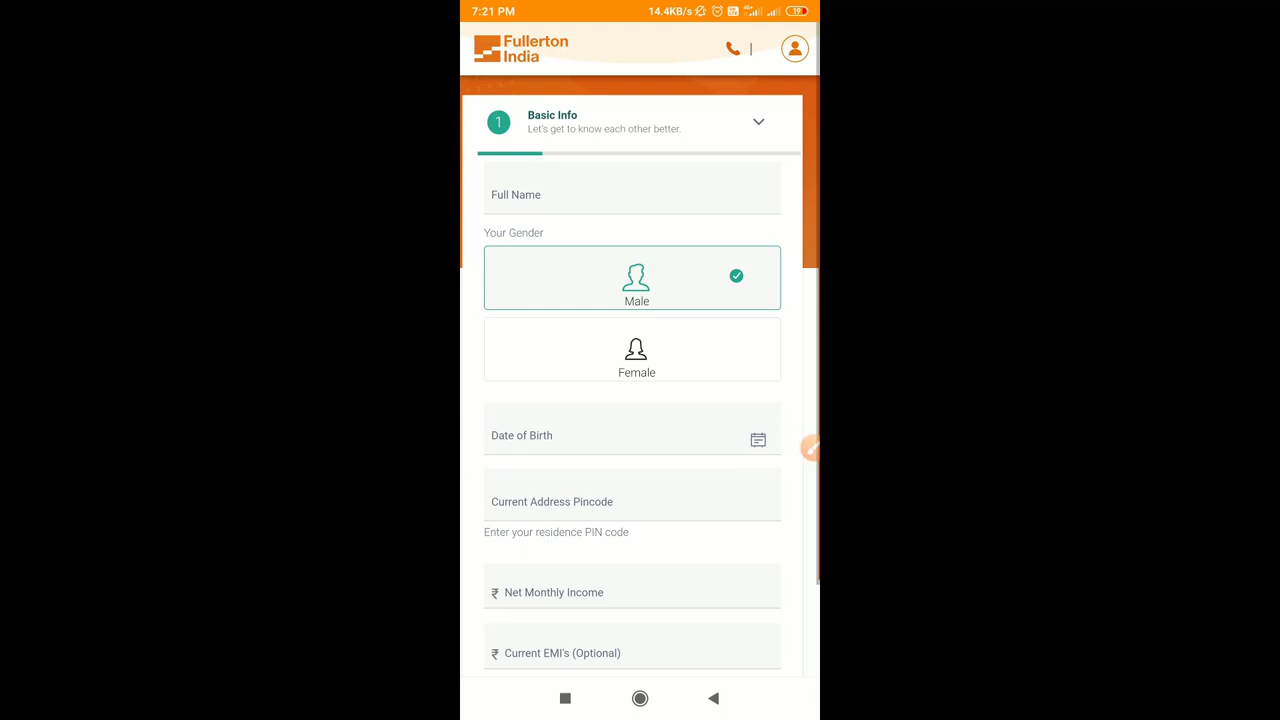 7:21 PM
14.4KB/s
4G+
19
Fullerton
India
1
Basic Info
Let's get to know each other better.
Full Name
Your Gender
Male
Female
Date of Birth
Current Address Pincode
Enter your residence PIN code
₹ Net Monthly Income
₹ Current EMI's (Optional)